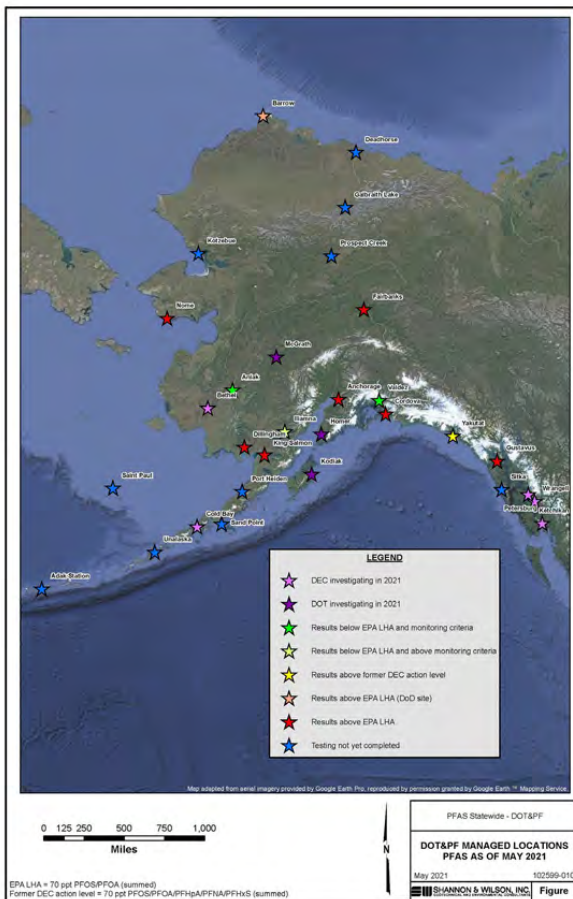 Barrow
Deadhorse
Galbraith Lake
Kotzebue
Prospect Creek
Nome
Fairbanks
McGrath
Aniak
Bethel
Anchorage
Valdez
Cordova
Iliamna
Homer
Dillingham
King Salmon
Yakutat
Gustavus
Sitka
Wrangell
Petersburg
Ketchika
Kodiak
Saint Paul
Port Heiden
Cold Bay
Sand Point
Unalaska
Adak Station
LEGEND
DEC investigating in 2021
DOT investigating in 2021
Results below EPA LHA and monitoring criteria
Results below EPA LHA and above monitoring criteria
Results above former DEC action level
Results above EPA LHA (DoD site)
Results above EPA LHA
Testing not yet completed
Map adapted from aerial imagery provided by Google Earth Pro, reproduced by permission granted by Google Earth ™ Mapping Service.
0 125 250 500 750 1,000
Miles
N
EPA LHA = 70 ppt PFOS/PFOA (summed)
Former DEC action level = 70 ppt PFOS/PFOA/PFHpA/PFNA/PFHxS (summed)
PFAS Statewide - DOT&PF
DOT&PF MANAGED LOCATIONS
PFAS AS OF MAY 2021
May 2021 102599-010
SHANNON & WILSON, INC.
GEOTECHNICAL AND ENVIRONMENTAL CONSULTANTS
Figure